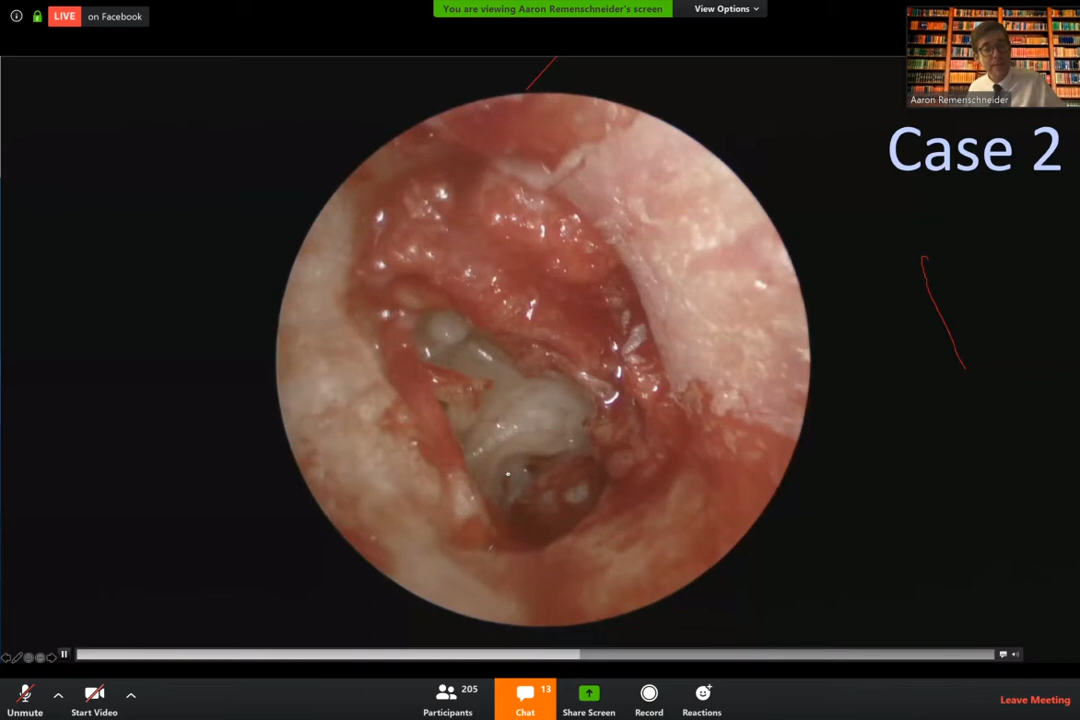 LIVE on Facebook
You are viewing Aaron Remenschneider's screen
View Options
Aaron Remenschneider
Case 2
Unmute
Start Video
Participants
205
Chat
13
Share Screen
Record
Reactions
Leave Meeting